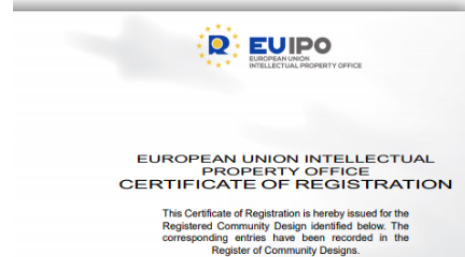 EUIPO
EUROPEAN UNION
INTELLECTUAL PROPERTY OFFICE
EUROPEAN UNION INTELLECTUAL
PROPERTY OFFICE
CERTIFICATE OF REGISTRATION
This Certificate of Registration is hereby issued for the
Registered Community Design identified below. The
corresponding entries have been recorded in the
Register of Community Designs.